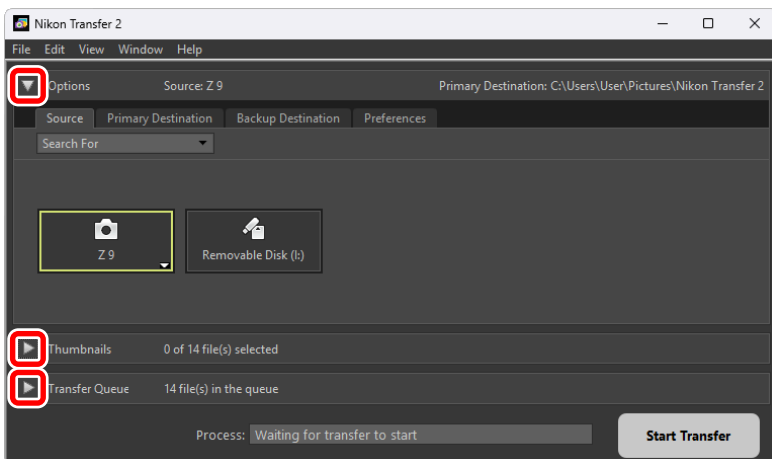 Nikon Transfer 2
File Edit View Window Help
Options Source: Z 9 Primary Destination: C:\Users\User\Pictures\Nikon Transfer 2
Source Primary Destination Backup Destination Preferences
Search For
Z 9 Removable Disk (I:)
Thumbnails 0 of 14 file(s) selected
Transfer Queue 14 file(s) in the queue
Process: Waiting for transfer to start Start Transfer